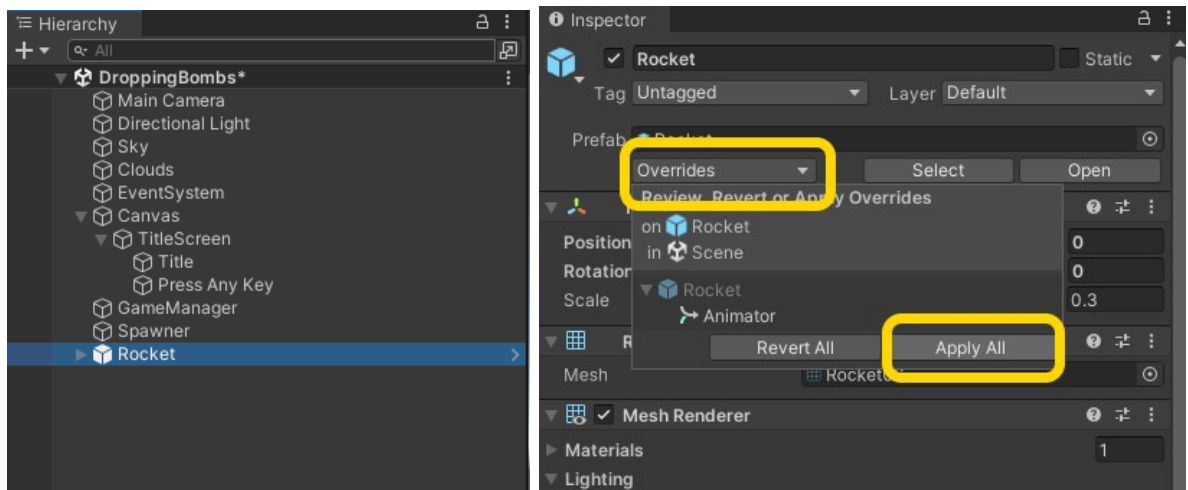 Hierarchy
All
DroppingBombs*
Main Camera
Directional Light
Sky
Clouds
EventSystem
Canvas
TitleScreen
Title
Press Any Key
GameManager
Spawner
Rocket
Inspector
Rocket
Static
Tag Untagged Layer Default
Prefab Rocket
Overrides Select Open
Review, Revert or Apply Overrides
on Rocket
in Scene
Position 0
Rotation 0
Scale 0.3
Rocket
Animator
R
Revert All Apply All
Mesh
Mesh Renderer
Materials 1
Lighting